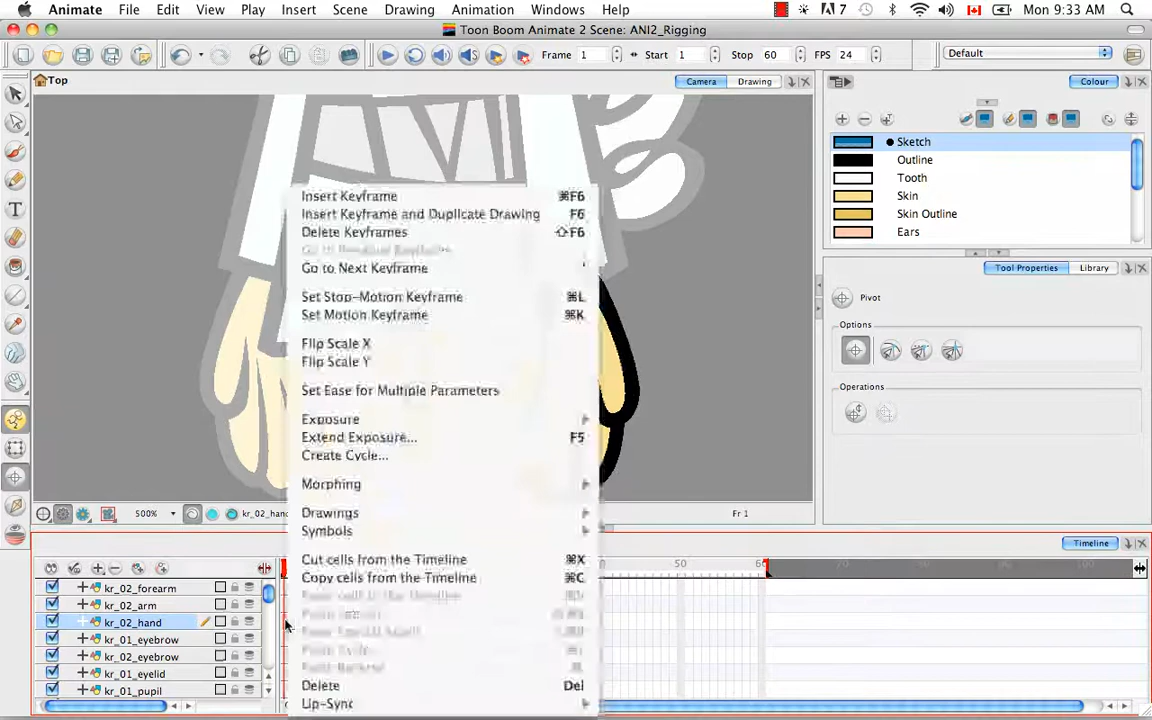 Animate File Edit View Play Insert Scene Drawing Animation Windows Help 7 Mon 9:33 AM
Toon Boom Animate 2 Scene: ANI2_Rigging
Frame 1 Start 1 Stop 60 FPS 24 Default
Top Camera Drawing Colour
Sketch
Outline
Tooth
Skin
Skin Outline
Ears
Tool Properties Library
Pivot
Options
Operations
Insert Keyframe ⌘F6
Insert Keyframe and Duplicate Drawing F6
Delete Keyframes ⇧F6
Go to Next Keyframe '
Set Stop-Motion Keyframe ⌘L
Set Motion Keyframe ⌘K
Flip Scale X
Flip Scale Y
Set Ease for Multiple Parameters
Exposure
Extend Exposure... F5
Create Cycle...
Morphing
Drawings
Symbols
Cut cells from the Timeline ⌘X
Copy cells from the Timeline ⌘C
Delete Del
Lip-Sync
500% kr_02_hand Fr 1
Timeline
50 60 100
kr_02_forearm
kr_02_arm
kr_02_hand
kr_01_eyebrow
kr_02_eyebrow
kr_01_eyelid
kr_01_pupil